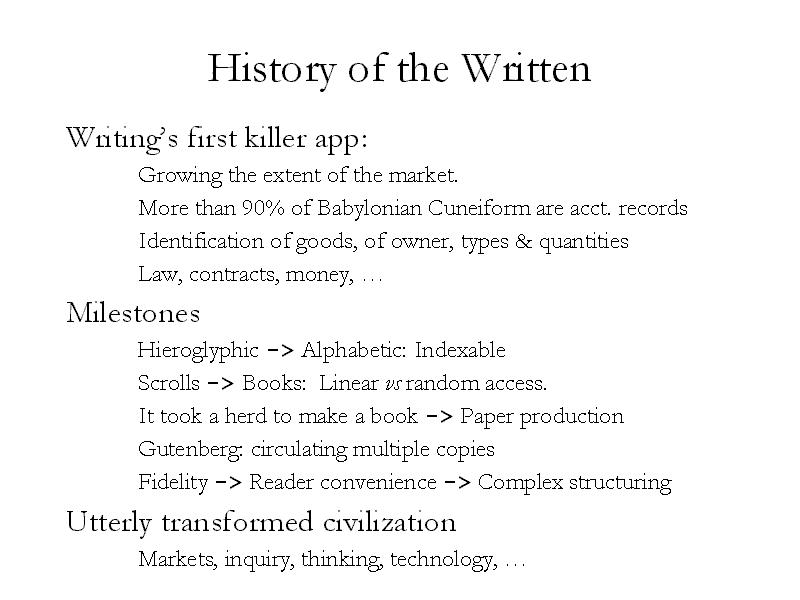 History of the Written
Writing's first killer app:
Growing the extent of the market.
More than 90% of Babylonian Cuneiform are acct. records
Identification of goods, of owner, types & quantities
Law, contracts, money, …
Milestones
Hieroglyphic -> Alphabetic: Indexable
Scrolls -> Books: Linear vs random access.
It took a herd to make a book -> Paper production
Gutenberg: circulating multiple copies
Fidelity -> Reader convenience -> Complex structuring
Utterly transformed civilization
Markets, inquiry, thinking, technology, …